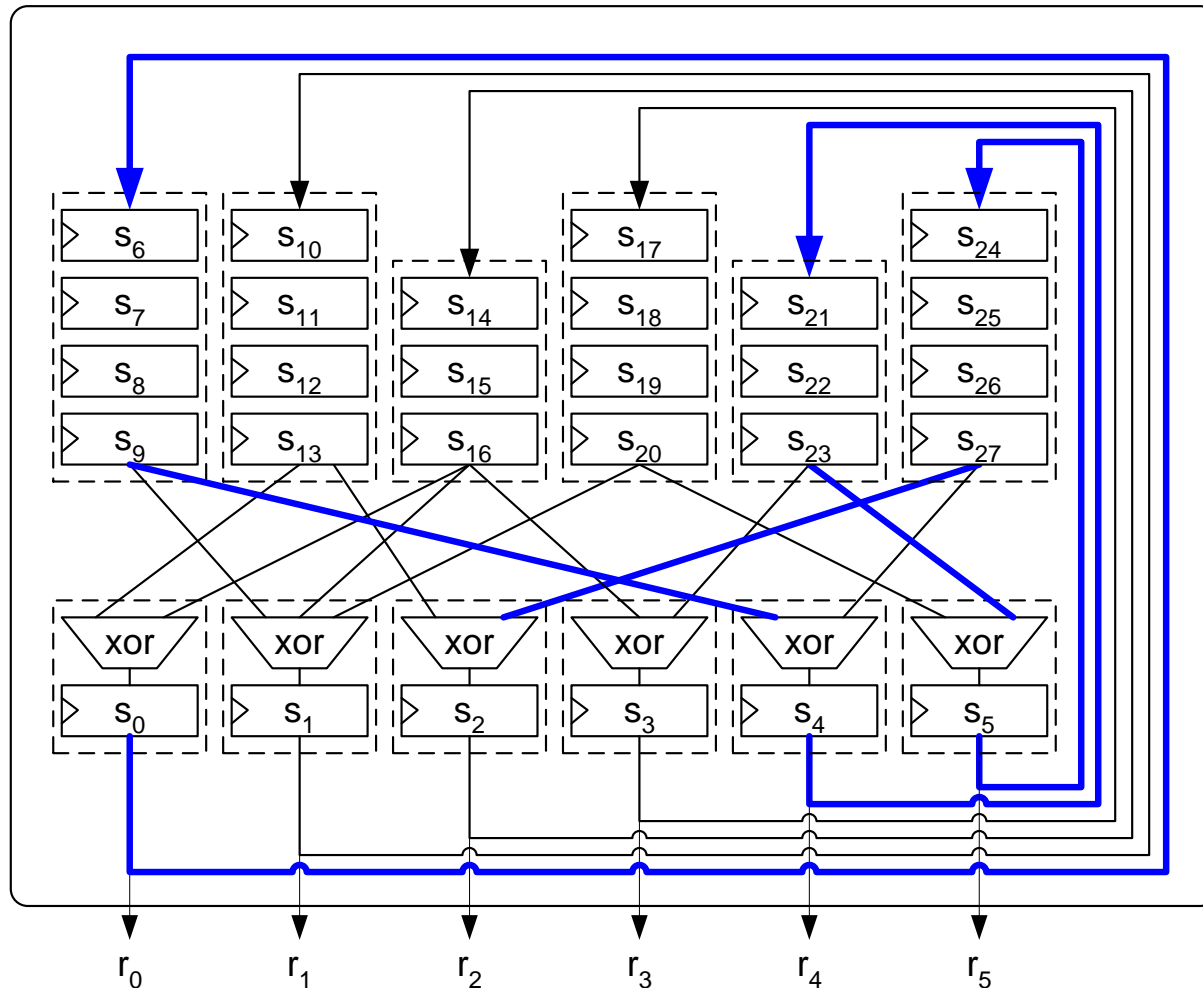 s6 s10 s17 s24
s7 s11 s14 s18 s21 s25
s8 s12 s15 s19 s22 s26
s9 s13 s16 s20 s23 s27
xor xor xor xor xor xor
s0 s1 s2 s3 s4 s5
r0 r1 r2 r3 r4 r5